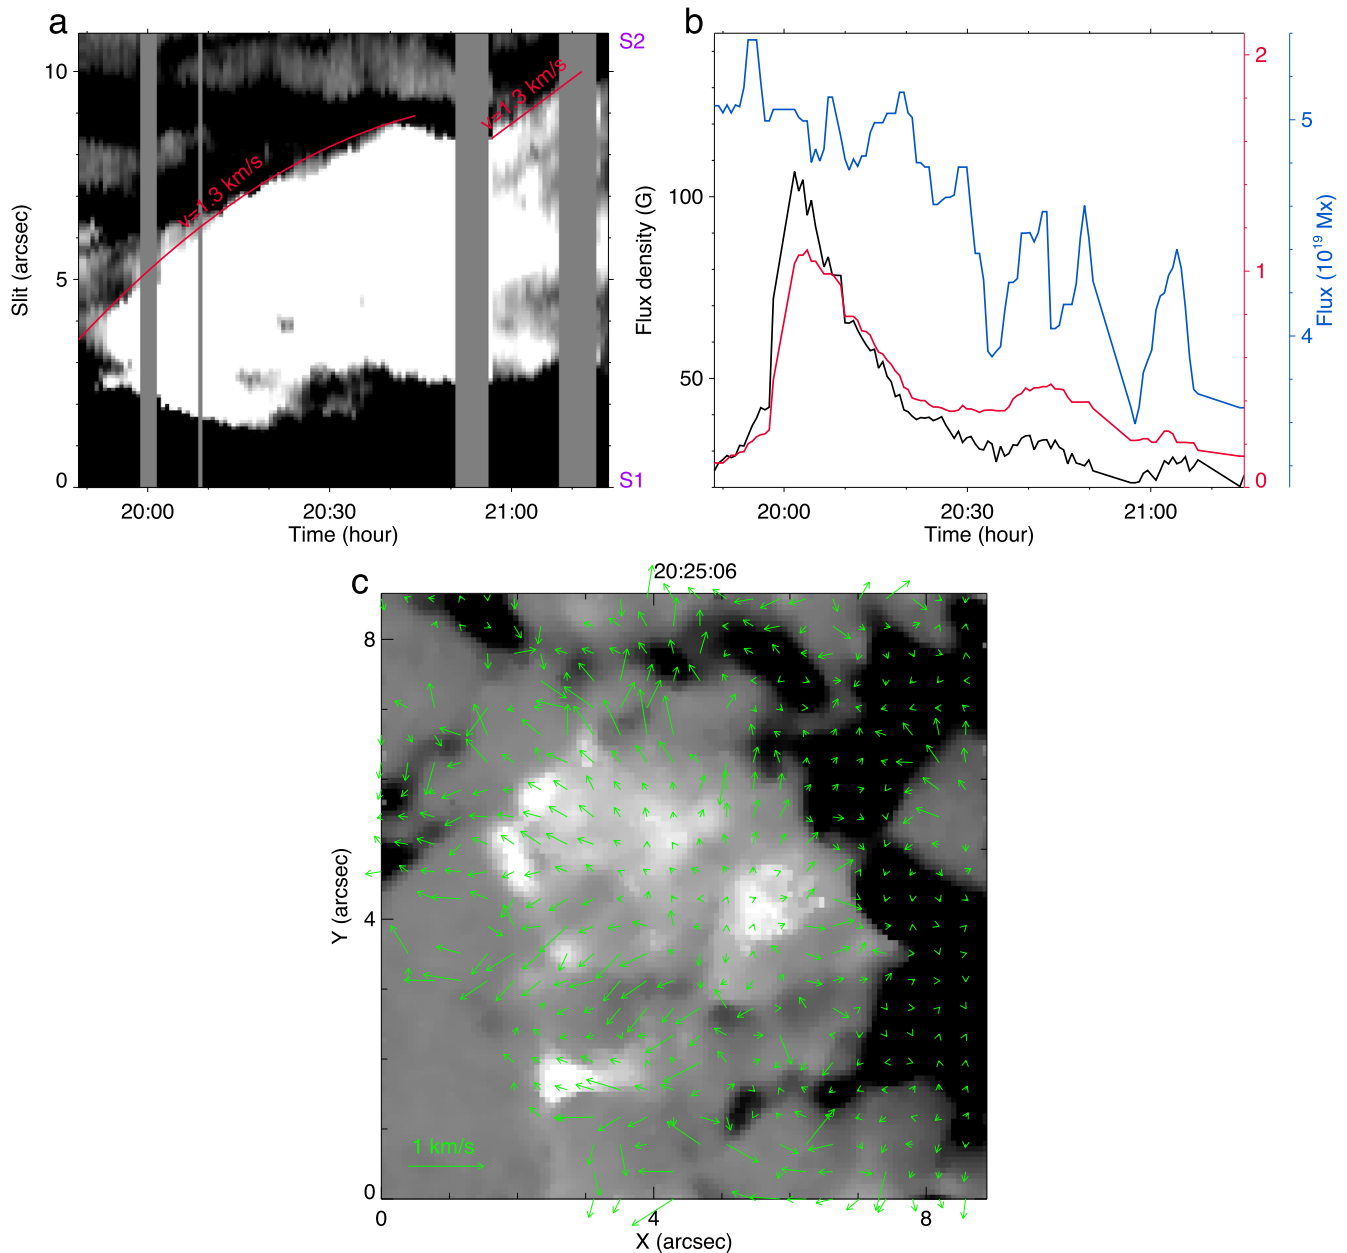 a
S2
10
5
0
Slit (arcsec)
v=1.3 km/s
v=1.3 km/s
S1
20:00
20:30
21:00
Time (hour)
b
100
50
Flux density (G)
2
1
0
5
4
Flux (10¹⁹ Mx)
20:00
20:30
21:00
Time (hour)
c
20:25:06
8
4
0
Y (arcsec)
1 km/s
0
4
8
X (arcsec)